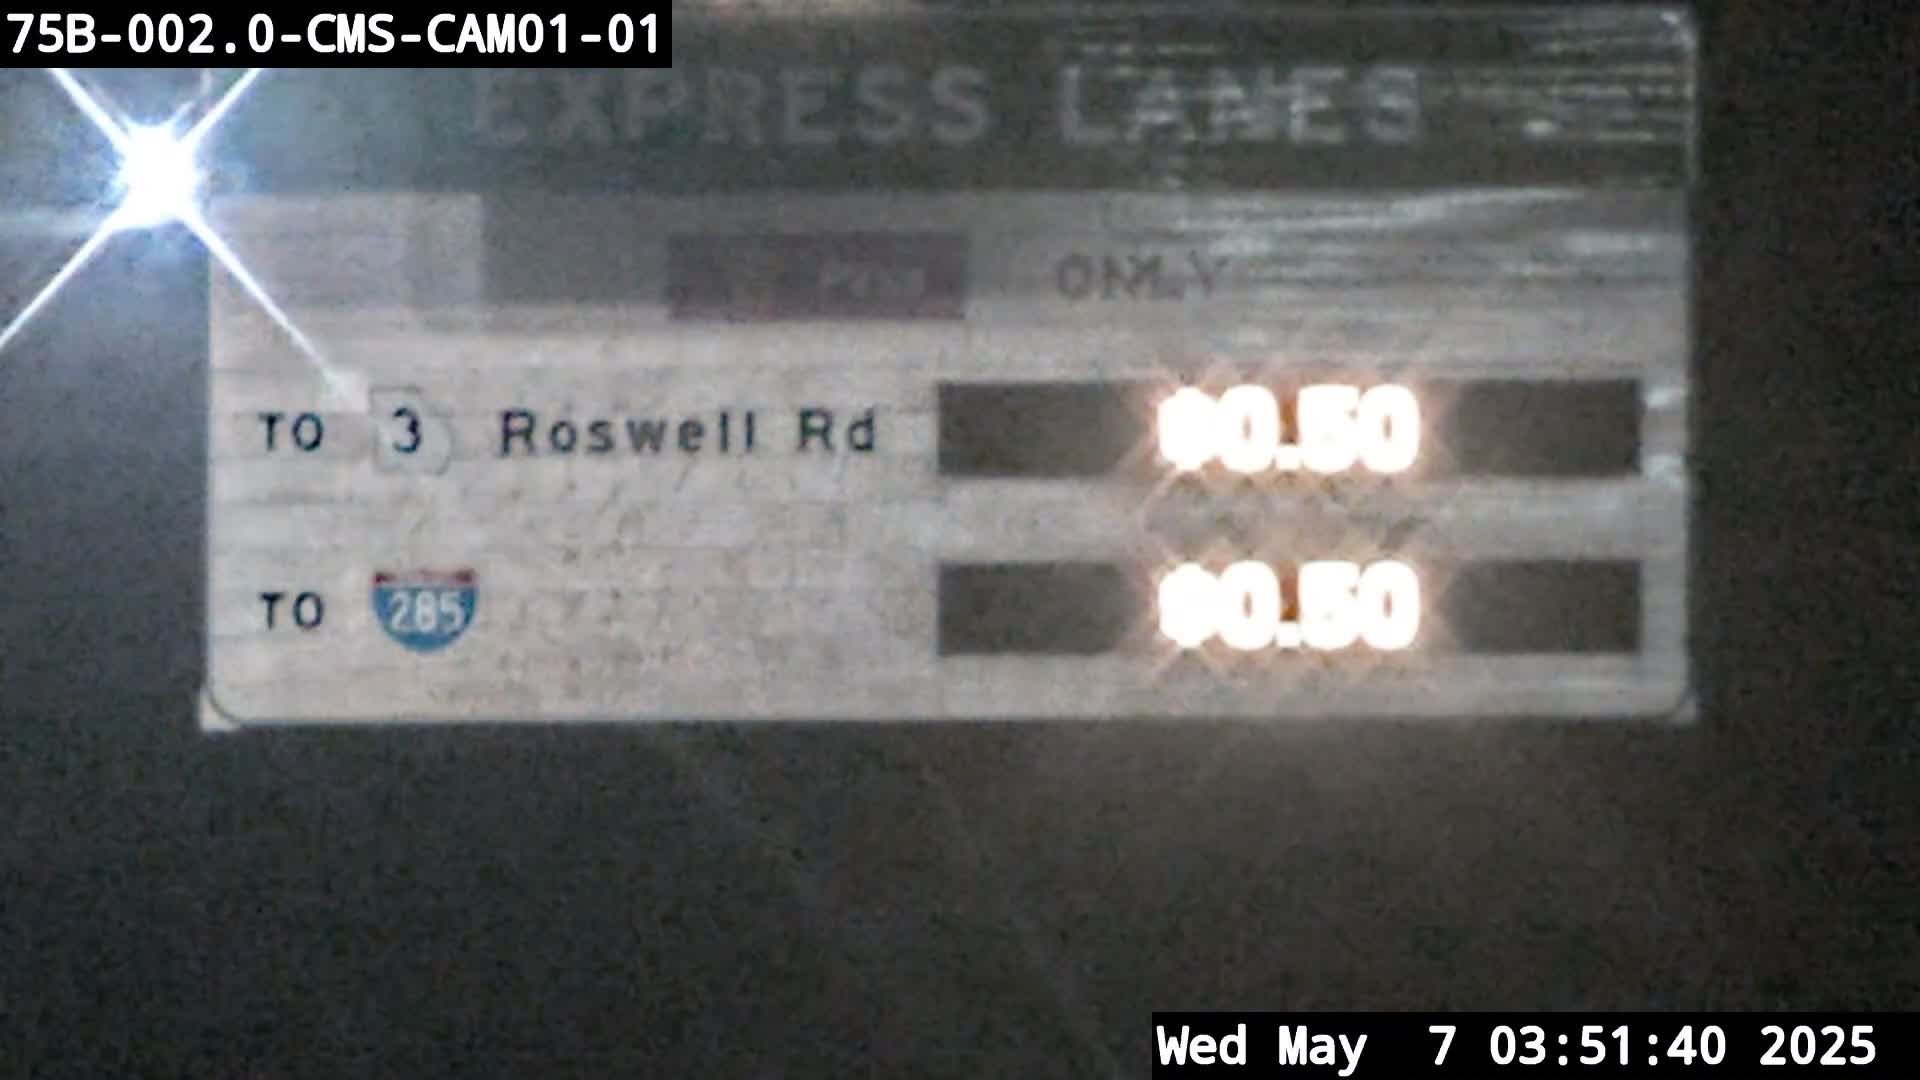 75B-002.0-CMS-CAM01-01
EXPRESS LANES
ONLY
TO 3 Roswell Rd $0.50
TO 285 $0.50
Wed May 7 03:51:40 2025